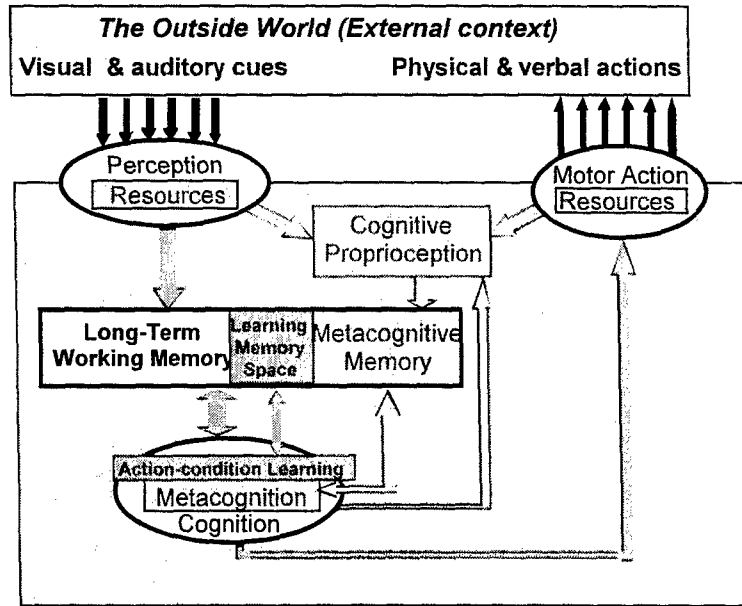 The Outside World (External context)
Visual & auditory cues Physical & verbal actions
Perception
Resources
Motor Action
Resources
Cognitive
Proprioception
Long-Term
Working Memory
Learning
Memory
Space
Metacognitive
Memory
Action-condition Learning
Metacognition
Cognition